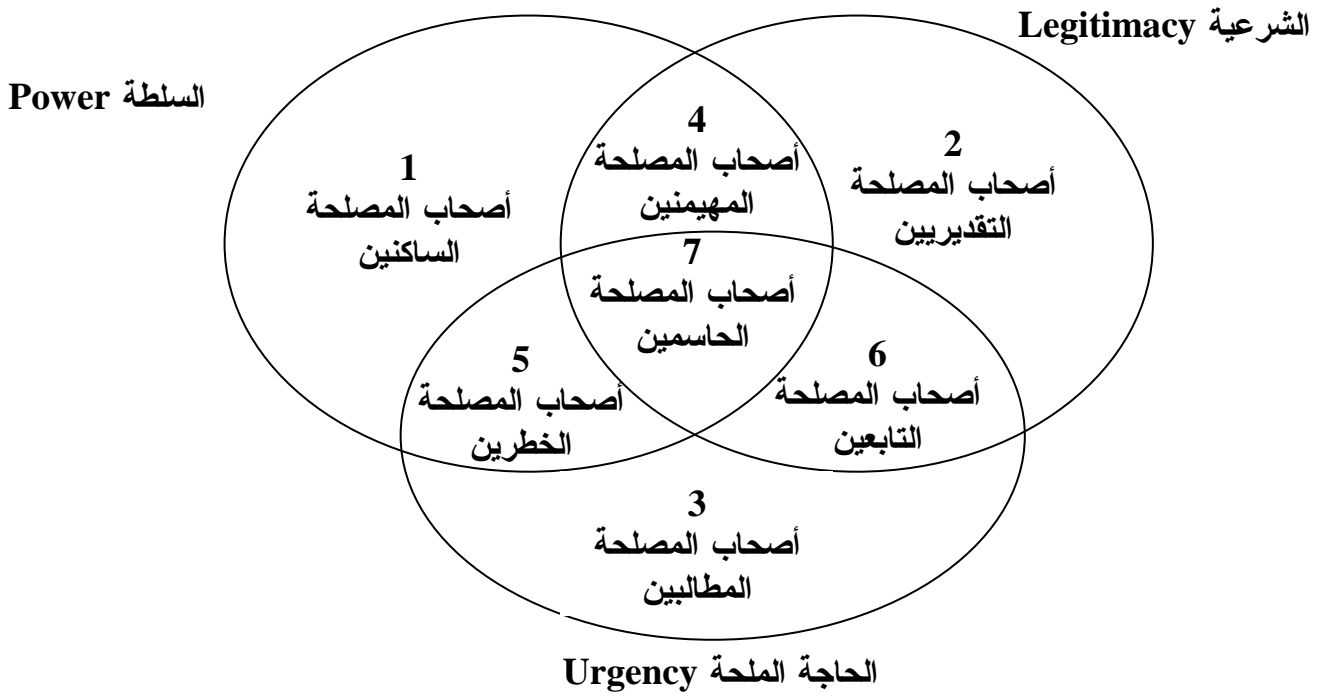 الشرعية Legitimacy
السلطة Power
4
أصحاب المصلحة
المهيمنين
2
أصحاب المصلحة
التقديريين
1
أصحاب المصلحة
الساكنين
7
أصحاب المصلحة
الحاسمين
5
أصحاب المصلحة
الخطرين
6
أصحاب المصلحة
التابعين
3
أصحاب المصلحة
المطالبين
الحاجة الملحة Urgency